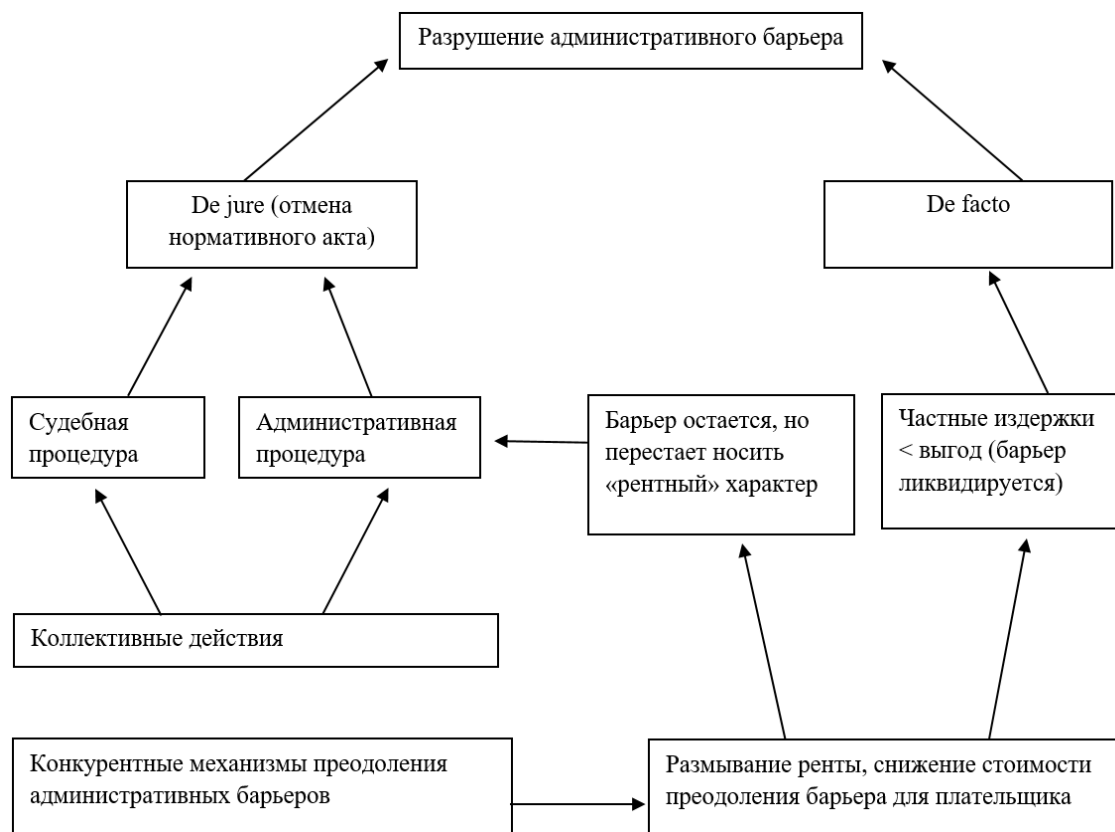 Разрушение административного барьера
De jure (отмена
нормативного акта)
De facto
Судебная
процедура
Административная
процедура
Барьер остается, но
перестает носить
«рентный» характер
Частные издержки
< выгод (барьер
ликвидируется)
Коллективные действия
Конкурентные механизмы преодоления
административных барьеров
Размывание ренты, снижение стоимости
преодоления барьера для плательщика